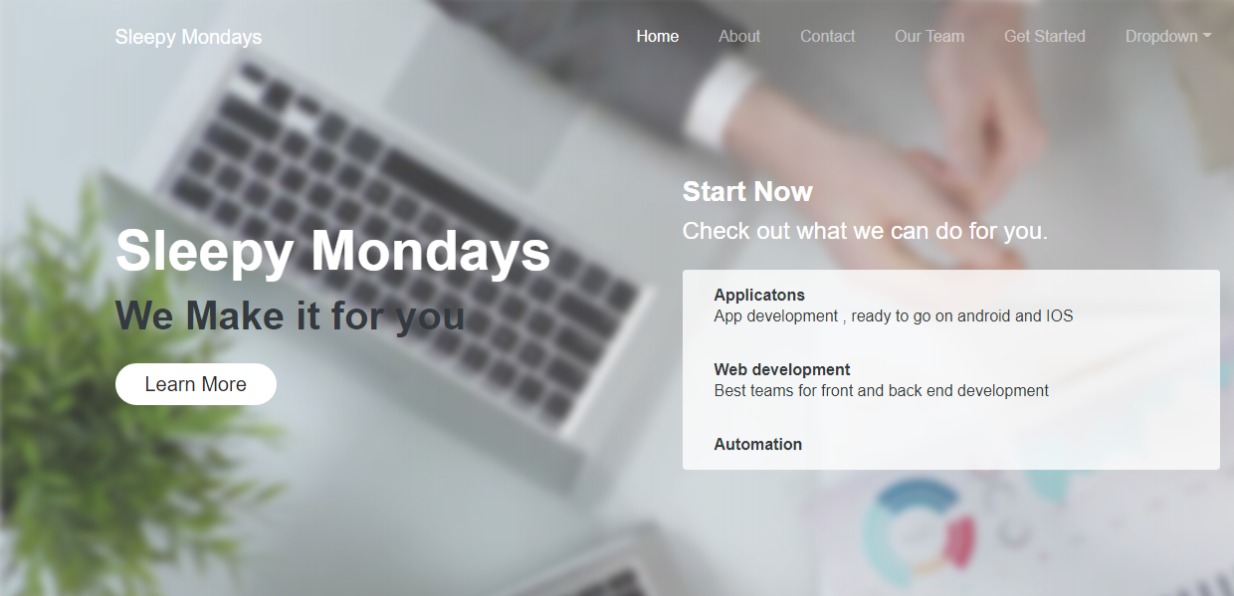 Sleepy Mondays
Home About Contact Our Team Get Started Dropdown
Sleepy Mondays
We Make it for you
Learn More
Start Now
Check out what we can do for you.
Applicatons
App development , ready to go on android and IOS
Web development
Best teams for front and back end development
Automation